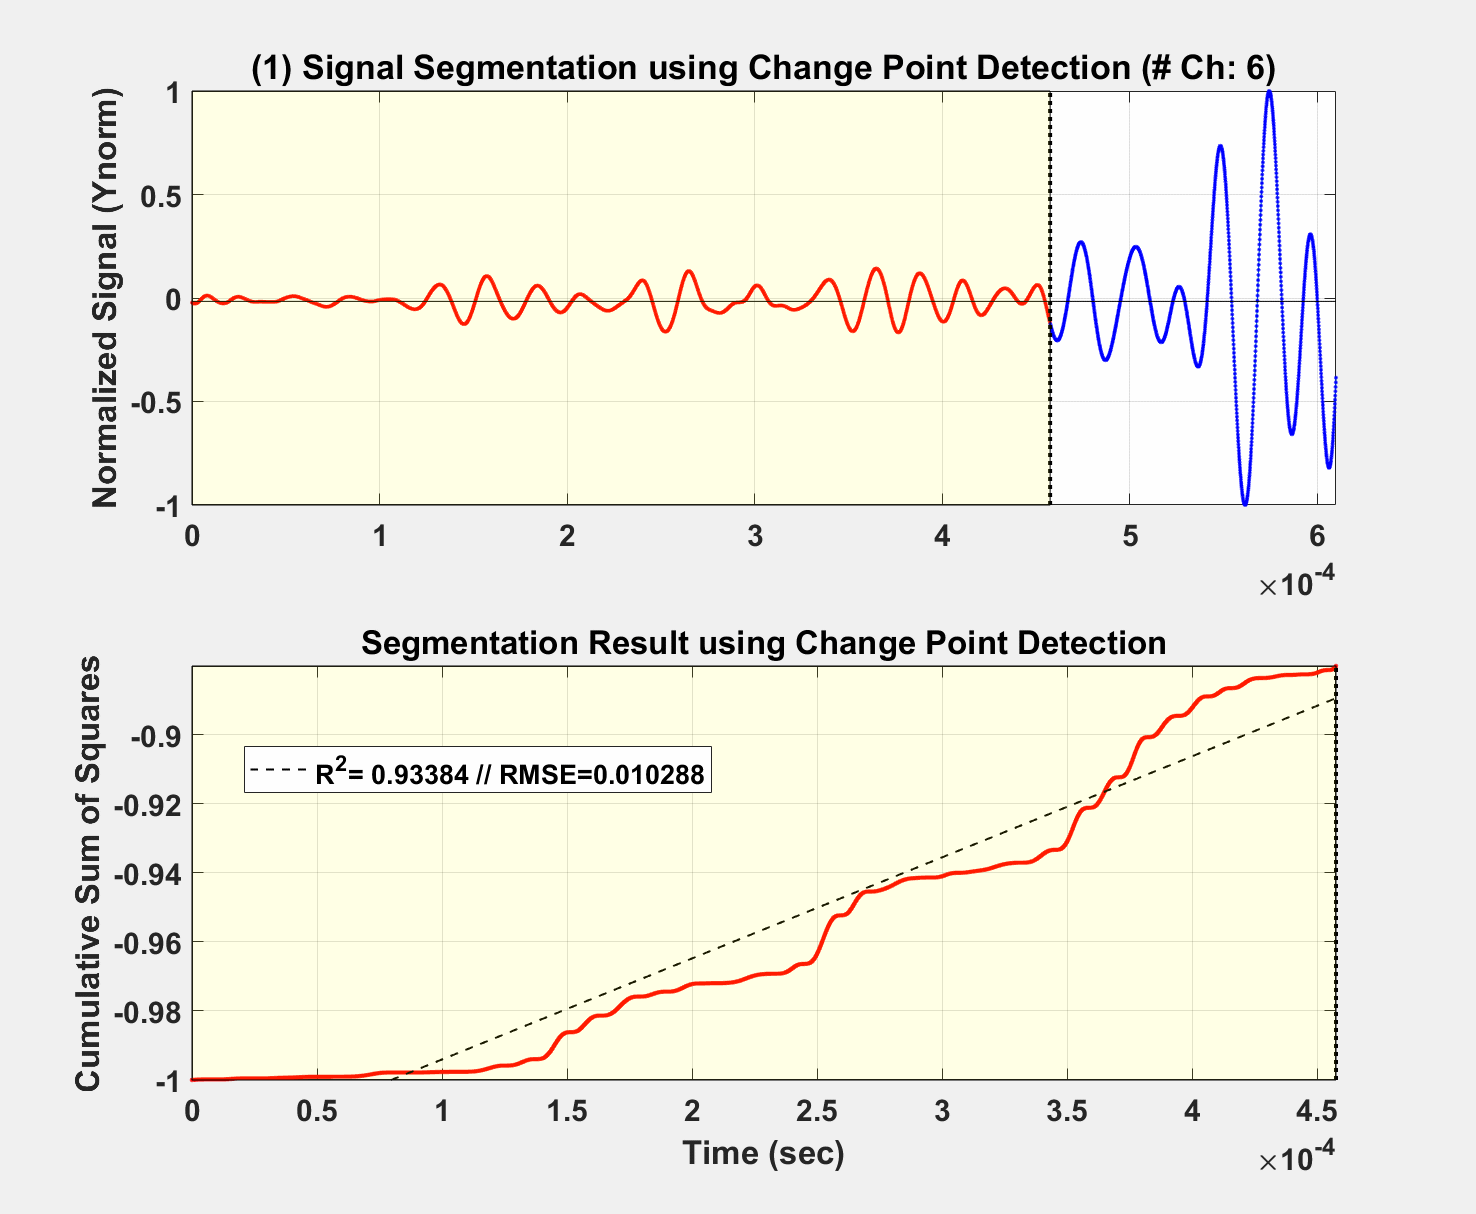 (1) Signal Segmentation using Change Point Detection (# Ch: 6)
Normalized Signal (Ynorm)
1
0.5
0
-0.5
-1
0 1 2 3 4 5 6
×10-4
Segmentation Result using Change Point Detection
Cumulative Sum of Squares
-0.9
-0.92
-0.94
-0.96
-0.98
-1
R2= 0.93384 // RMSE=0.010288
0 0.5 1 1.5 2 2.5 3 3.5 4 4.5
Time (sec)
×10-4